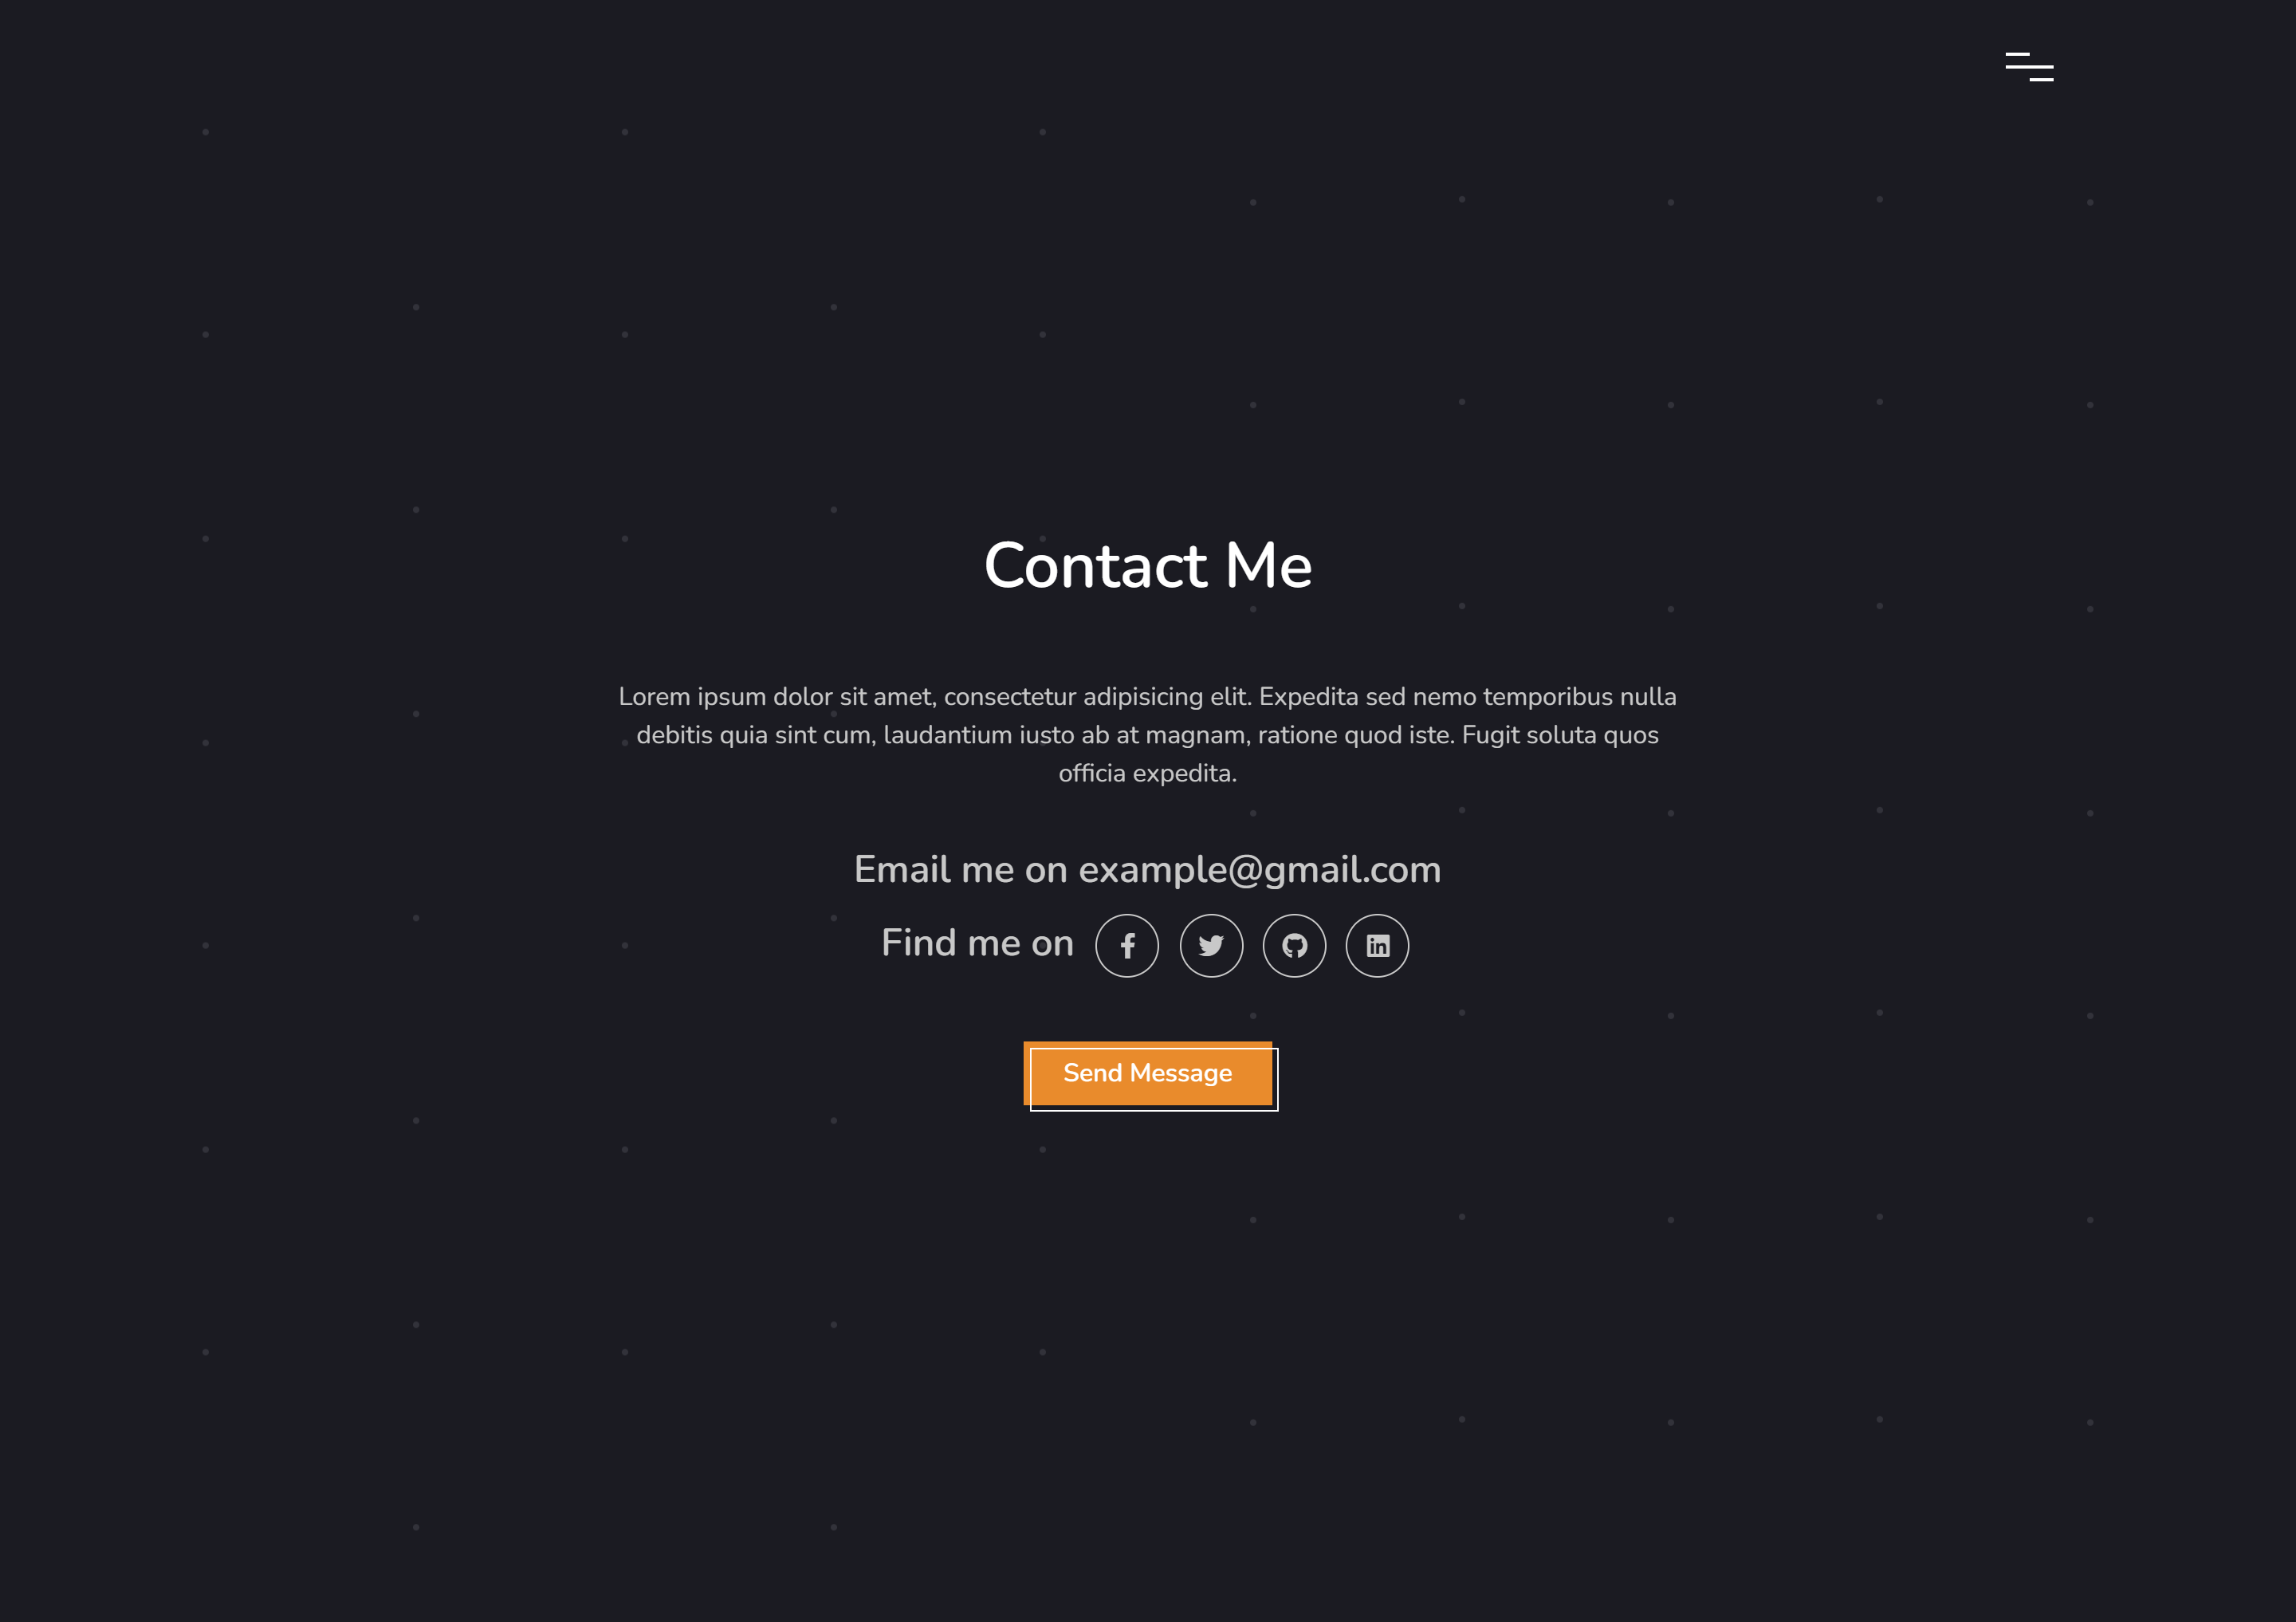 Contact Me
Lorem ipsum dolor sit amet, consectetur adipisicing elit. Expedita sed nemo temporibus nulla
debitis quia sint cum, laudantium iusto ab at magnam, ratione quod iste. Fugit soluta quos
officia expedita.
Email me on example@gmail.com
Find me on
Send Message